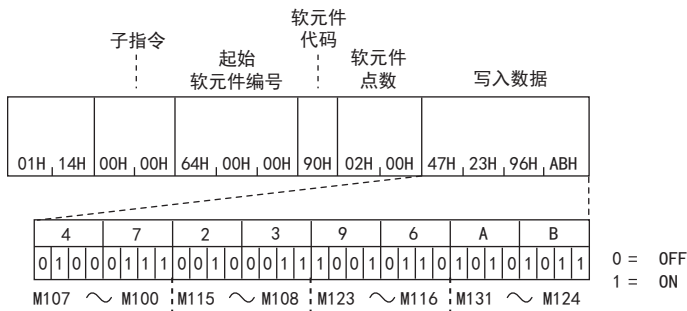 软元件
子指令
代码
起始
软元件
软元件编号
点数
写入数据
01H 14H 00H 00H 64H 00H 00H 90H 02H 00H 47H 23H 96H ABH
4 7 2 3 9 6 A B
0 1 0 0 0 1 1 1 0 0 1 0 0 0 1 1 1 0 0 1 0 1 1 0 1 0 1 0 1 0 1 1
0 = OFF
1 = ON
M107 ～ M100 M115 ～ M108 M123 ～ M116 M131 ～ M124